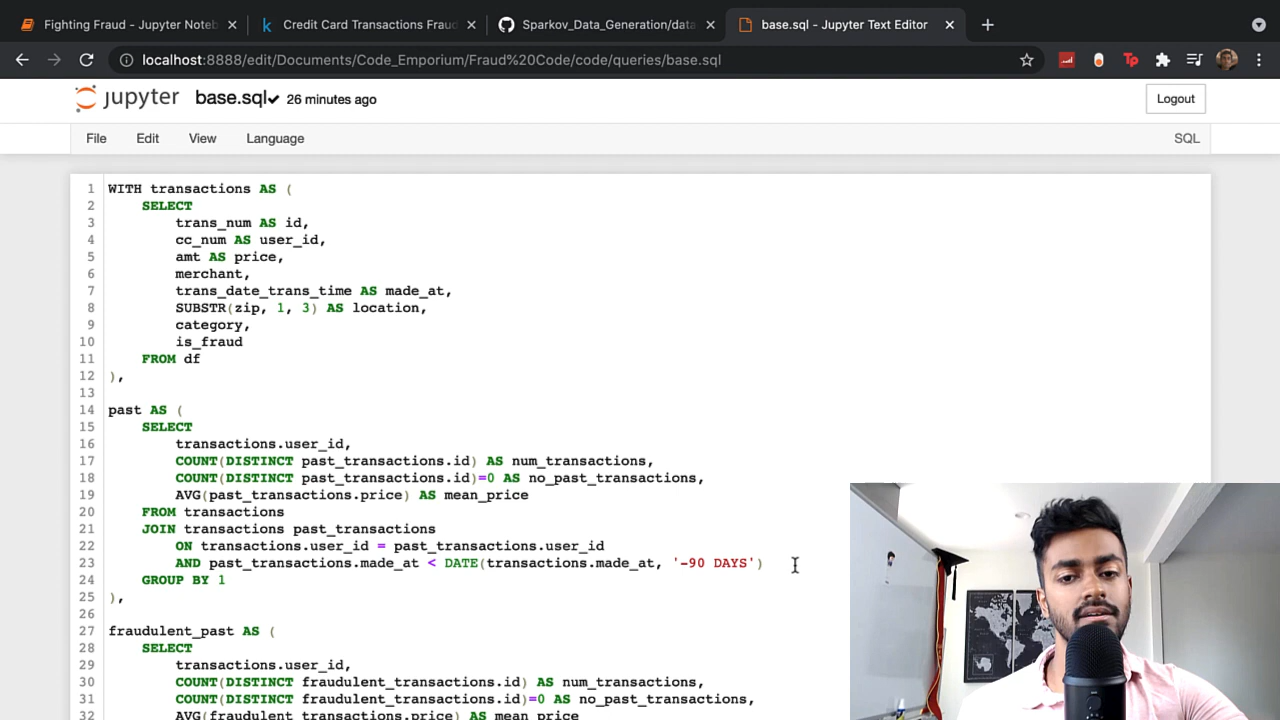 Fighting Fraud - Jupyter Noteb
Credit Card Transactions Fraud
Sparkov_Data_Generation/data
base.sql - Jupyter Text Editor
localhost:8888/edit/Documents/Code_Emporium/Fraud%20Code/code/queries/base.sql
Tp
jupyter base.sql✔ 26 minutes ago
Logout
File Edit View Language
SQL
1 WITH transactions AS (
2 SELECT
3 trans_num AS id,
4 cc_num AS user_id,
5 amt AS price,
6 merchant,
7 trans_date_trans_time AS made_at,
8 SUBSTR(zip, 1, 3) AS location,
9 category,
10 is_fraud
11 FROM df
12 ),
13
14 past AS (
15 SELECT
16 transactions.user_id,
17 COUNT(DISTINCT past_transactions.id) AS num_transactions,
18 COUNT(DISTINCT past_transactions.id)=0 AS no_past_transactions,
19 AVG(past_transactions.price) AS mean_price
20 FROM transactions
21 JOIN transactions past_transactions
22 ON transactions.user_id = past_transactions.user_id
23 AND past_transactions.made_at < DATE(transactions.made_at, '-90 DAYS')
24 GROUP BY 1
25 ),
26
27 fraudulent_past AS (
28 SELECT
29 transactions.user_id,
30 COUNT(DISTINCT fraudulent_transactions.id) AS num_transactions,
31 COUNT(DISTINCT fraudulent_transactions.id)=0 AS no_past_transactions,
32 AVG(fraudulent_transactions.price) AS mean_price